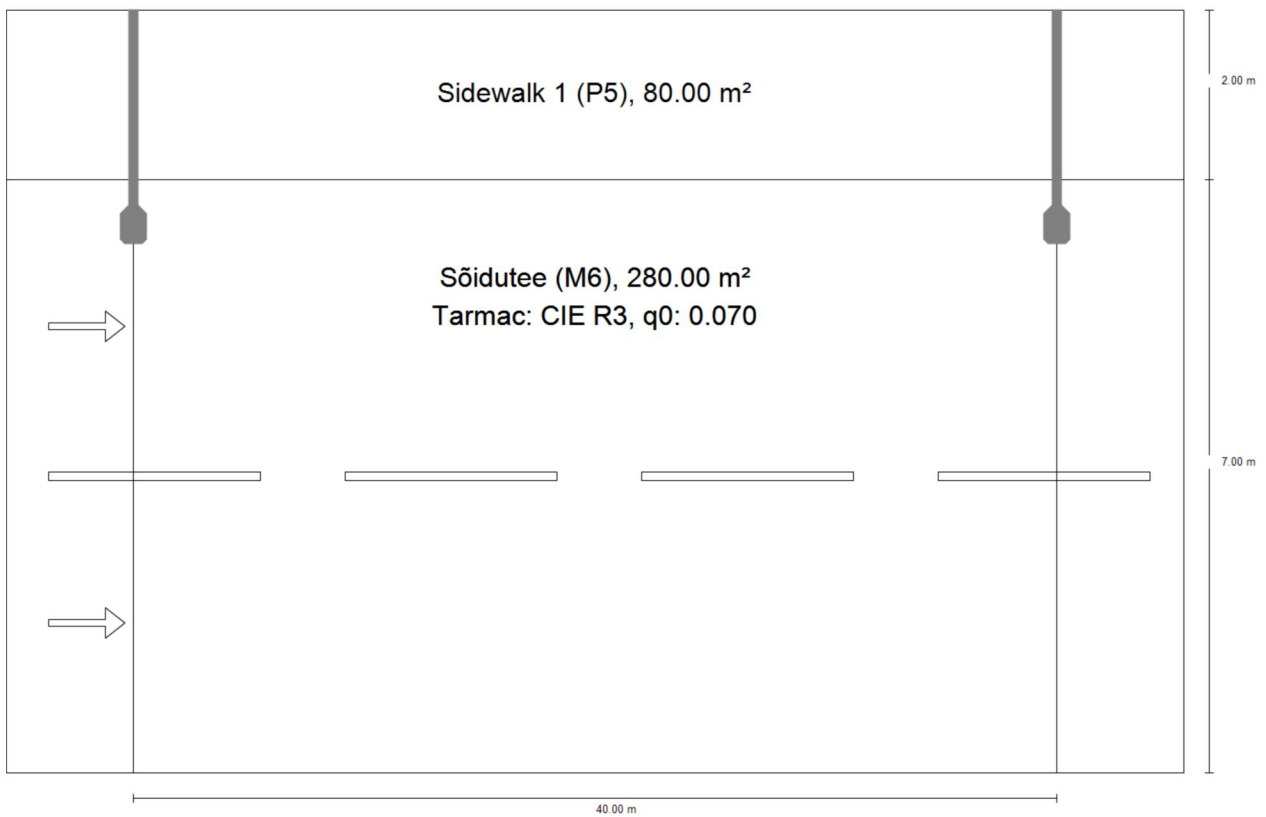 Sidewalk 1 (P5), 80.00 m²
2.00 m
Sõidutee (M6), 280.00 m²
Tarmac: CIE R3, q0: 0.070
7.00 m
40.00 m